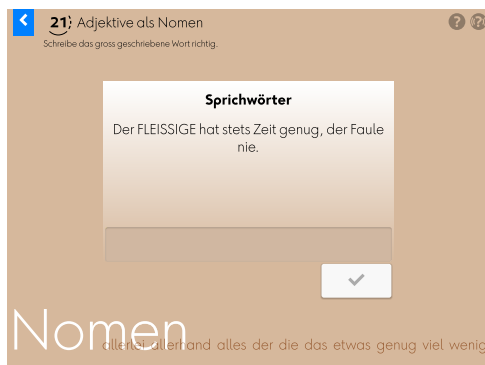 21 Adjektive als Nomen
Schreibe das gross geschriebene Wort richtig.
Sprichwörter
Der FLEISSIGE hat stets Zeit genug, der Faule
nie.
Nomen
allerlei allerhand alles der die das etwas genug viel wenig